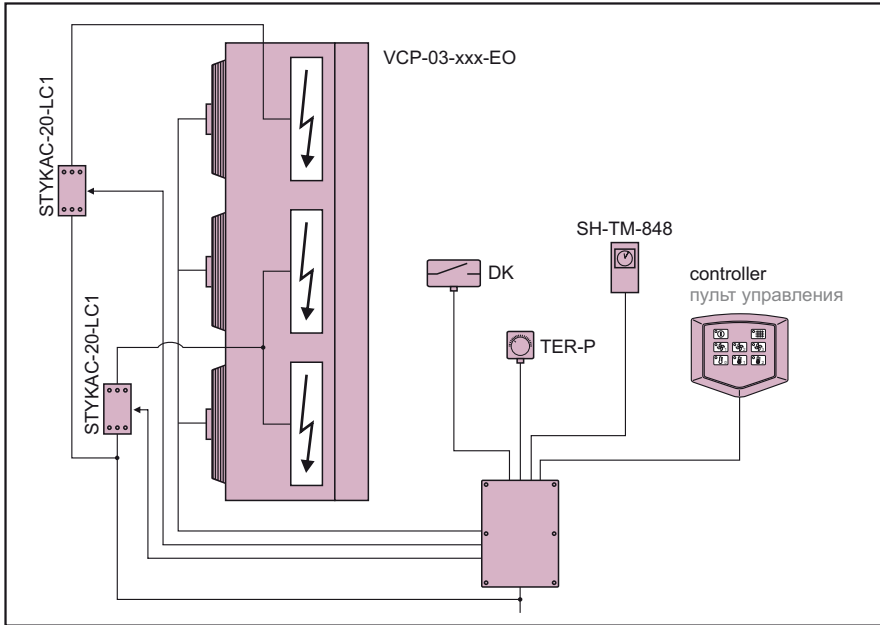 VCP-03-xxx-EO
STYKAC-20-LC1
SH-TM-848
DK
controller
пульт управления
TER-P
STYKAC-20-LC1